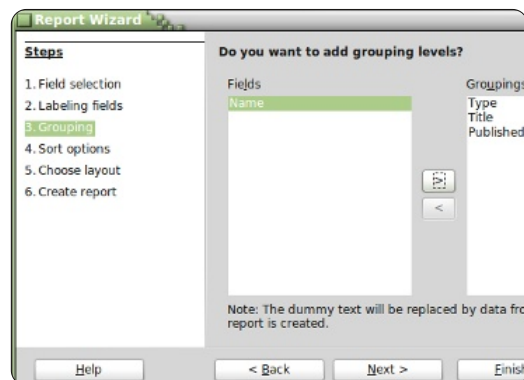 Report Wizard
Steps
1. Field selection
2. Labeling fields
3. Grouping
4. Sort options
5. Choose layout
6. Create report
Do you want to add grouping levels?
Fields
Name
Groupings
Type
Title
Published
>
<
Note: The dummy text will be replaced by data
report is created.
Help
< Back
Next >
Finish